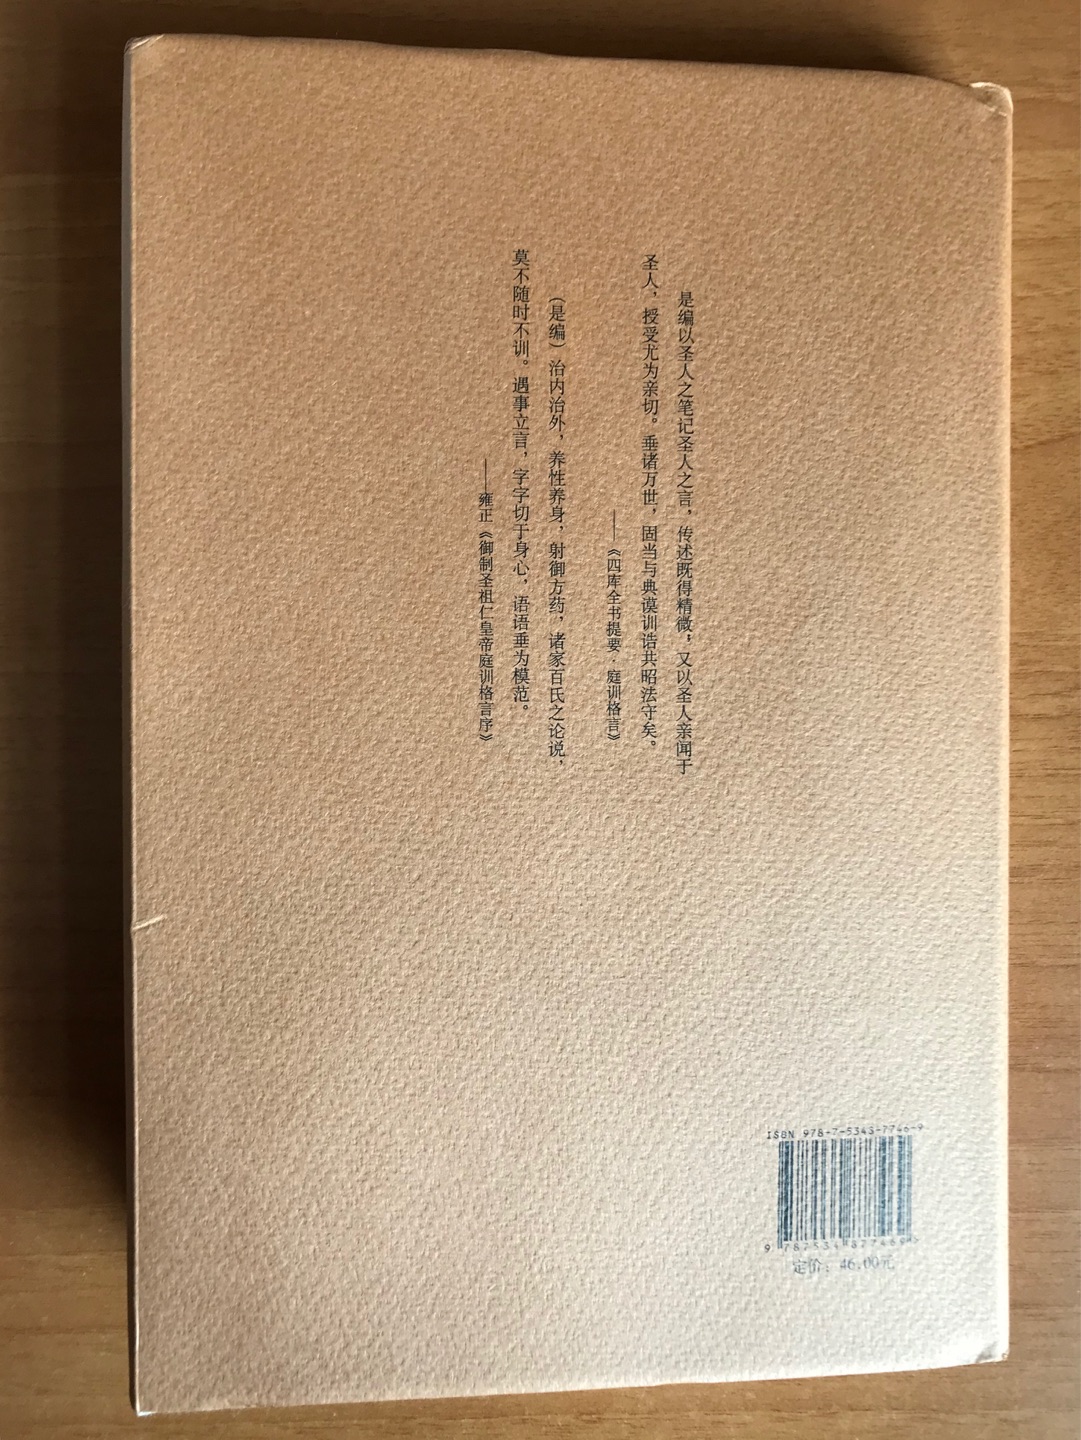 是编以圣人之笔记圣人之言，传述既得精微；又以圣人亲闻于
圣人，授受尤为亲切。垂诸万世，固当与典谟训诰共昭法守矣。
——《四库全书提要·庭训格言》
（是编）治内治外，养性养身，射御方药，诸家百氏之论说，
莫不随时不训。遇事立言，字字切于身心，语语垂为模范。
——雍正《御制圣祖仁皇帝庭训格言序》
ISBN 978-7-5343-7746-9
9 787534 877469 >
定价：46.00元